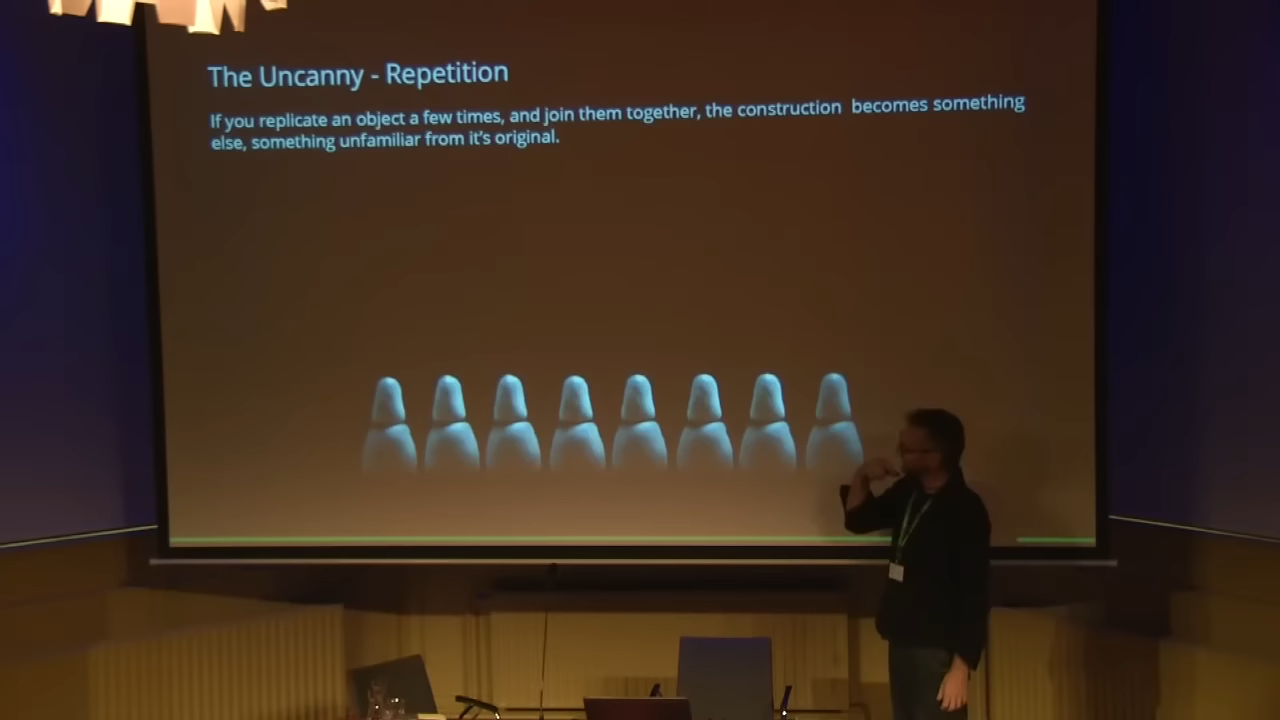 The Uncanny - Repetition
If you replicate an object a few times, and join them together, the construction becomes something
else, something unfamiliar from it's original.